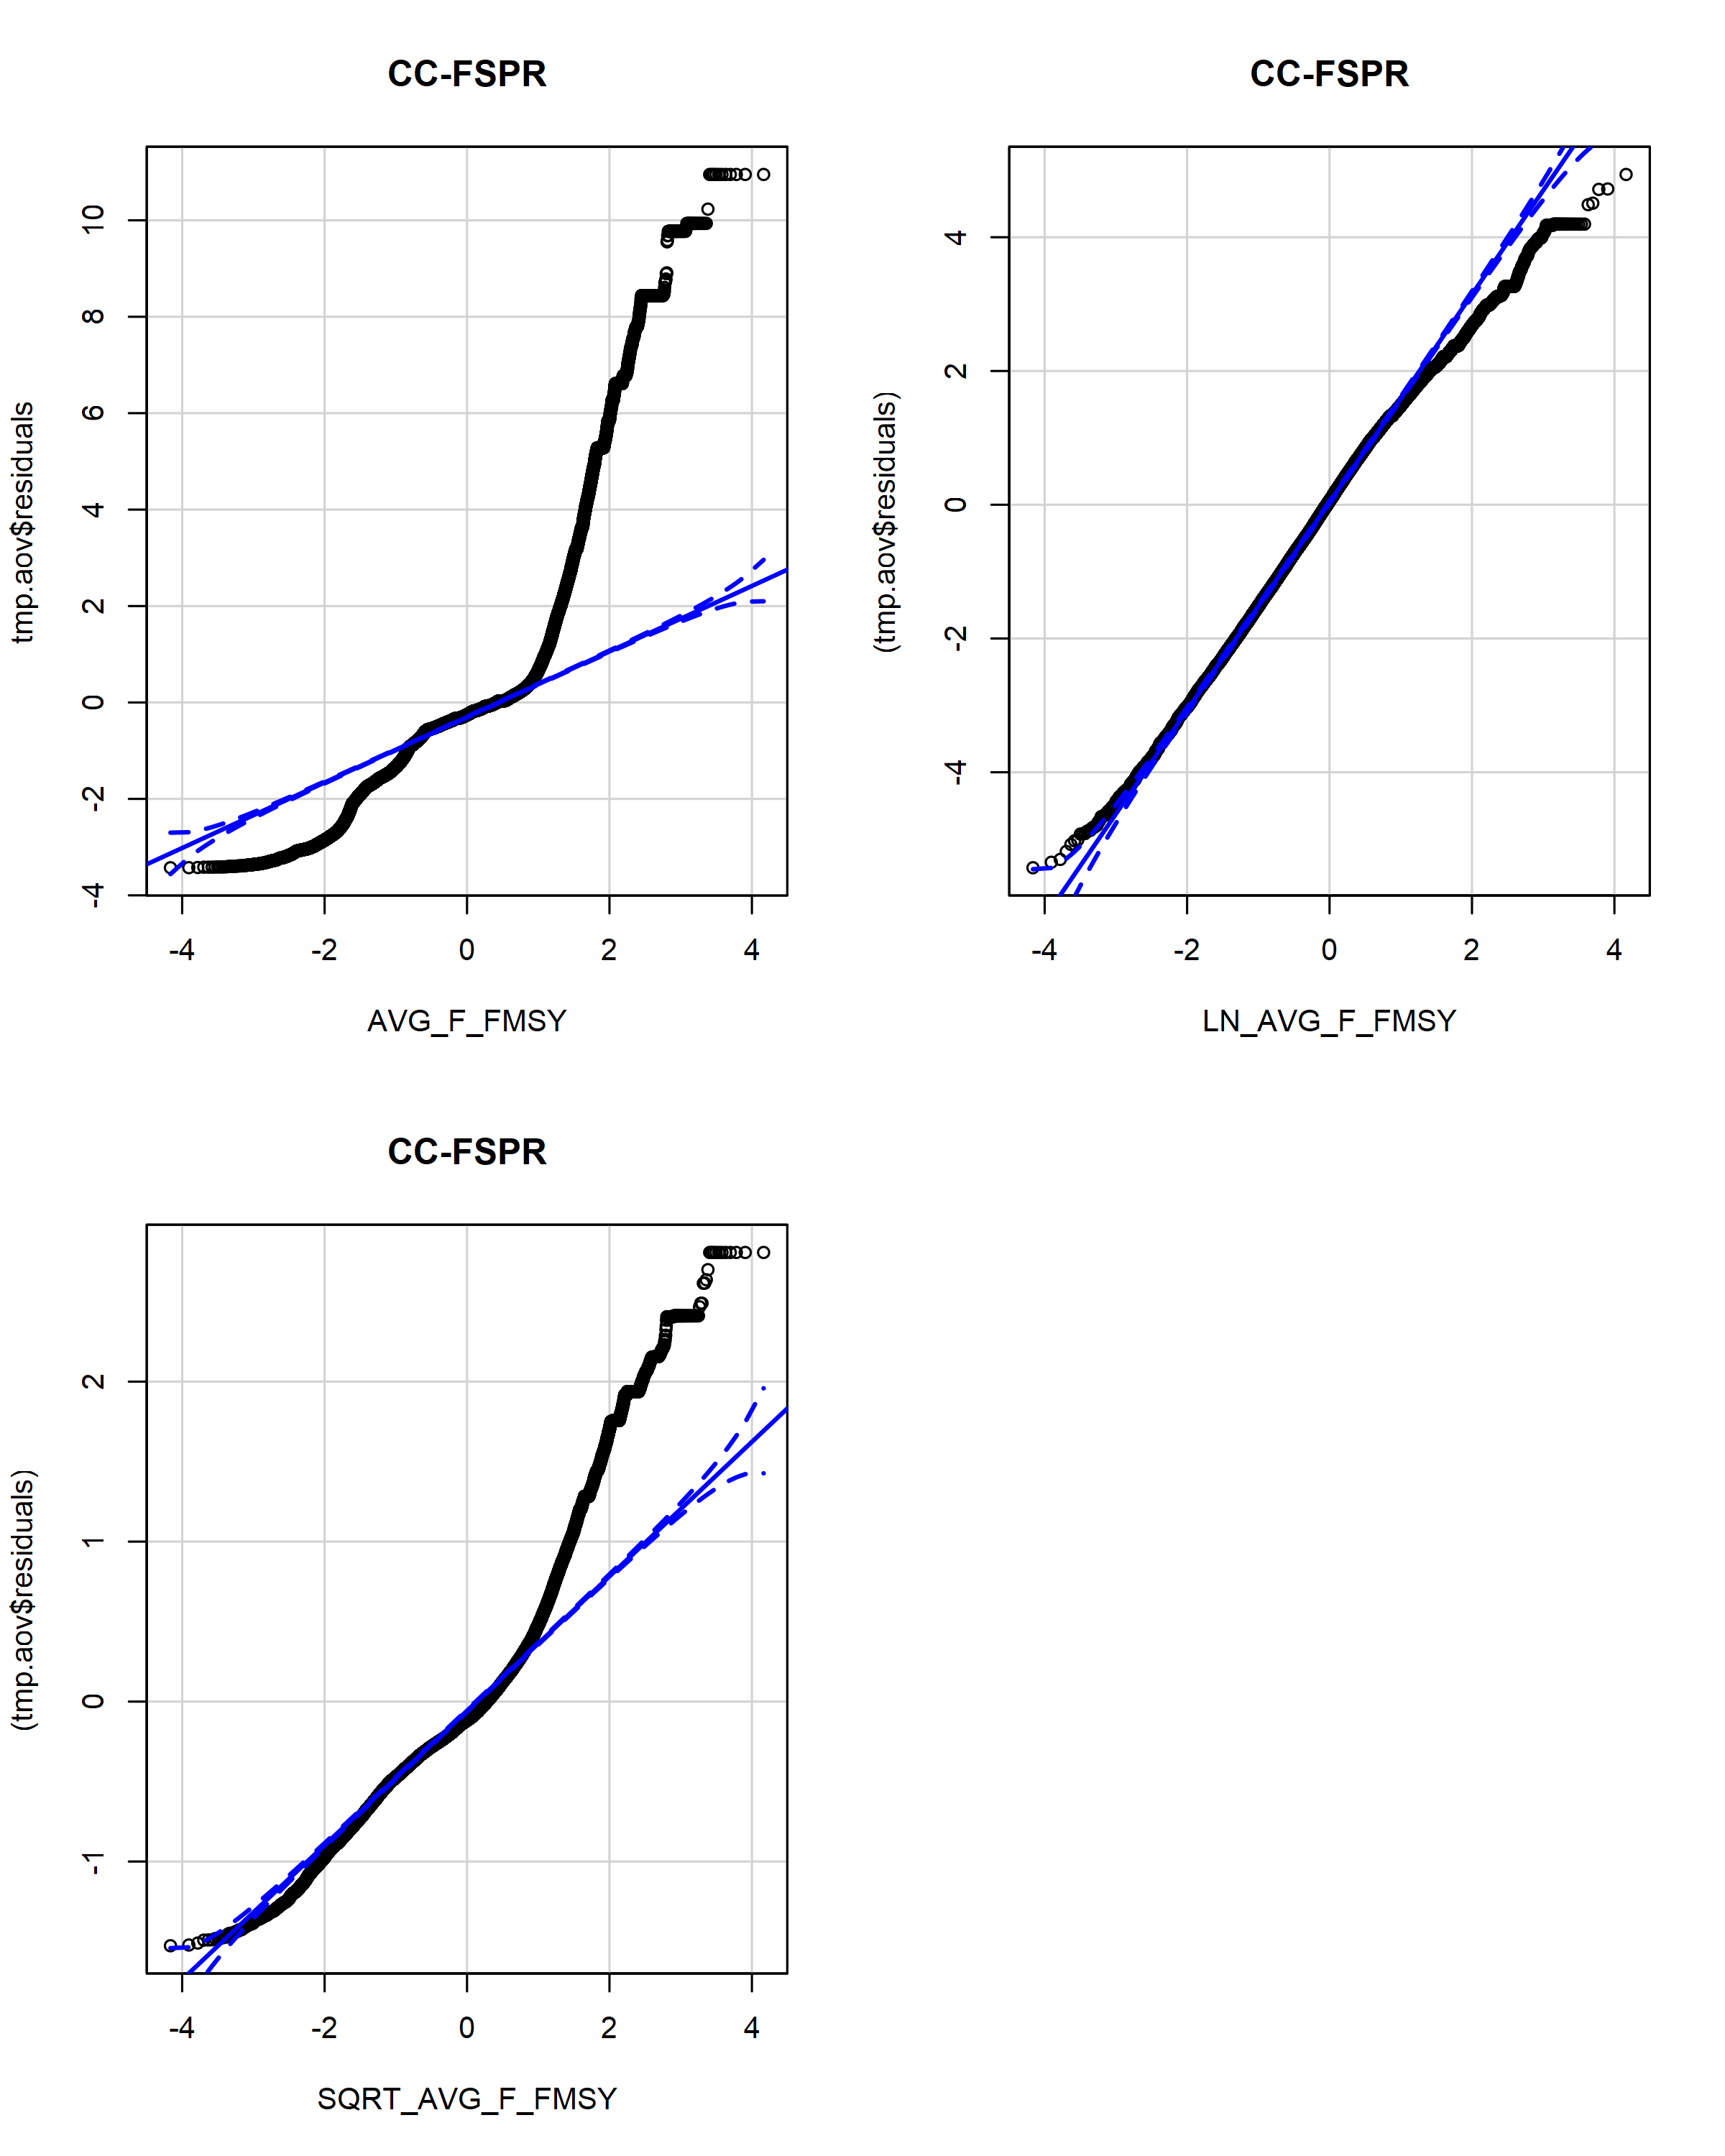 CC-FSPR
tmp.aov$residuals
-4 -2 0 2 4 6 8 10
-4 -2 0 2 4
AVG_F_FMSY
CC-FSPR
(tmp.aov$residuals)
-4 -2 0 2 4
-4 -2 0 2 4
LN_AVG_F_FMSY
CC-FSPR
(tmp.aov$residuals)
-1 0 1 2
-4 -2 0 2 4
SQRT_AVG_F_FMSY